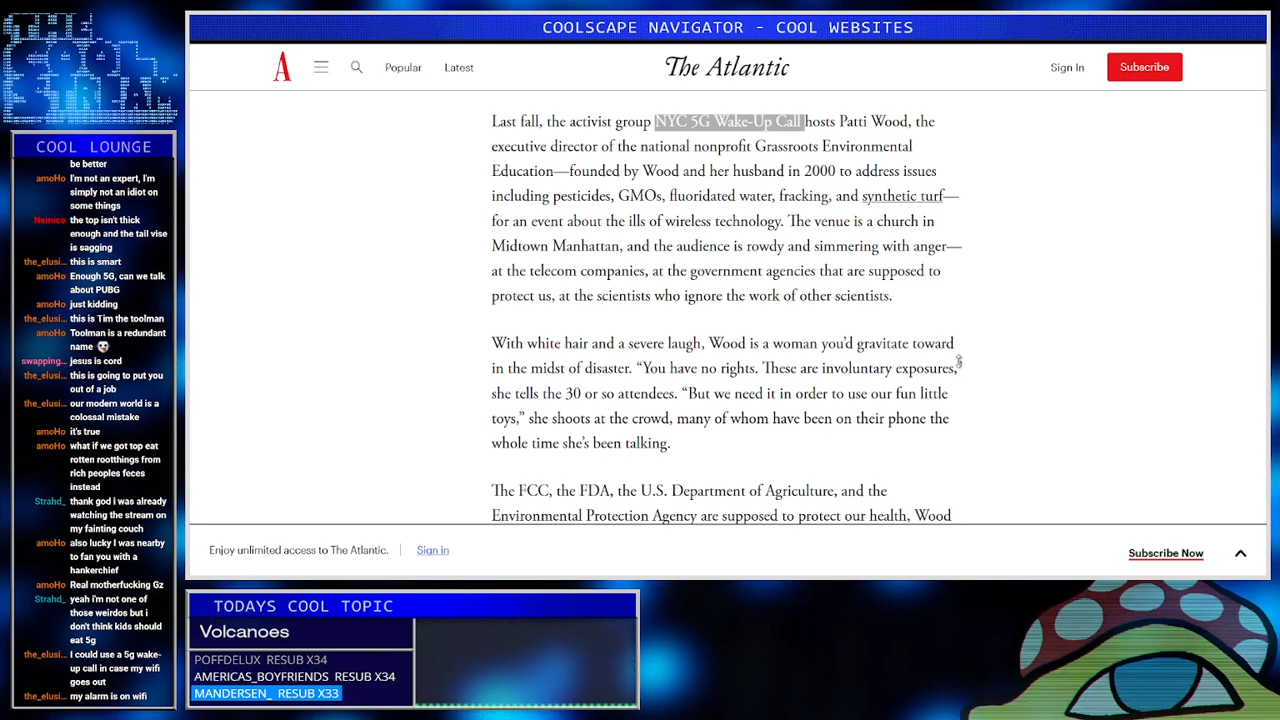 COOLSCAPE NAVIGATOR COOL WEBSITES
Popular
Latest
The Atlantic
Sign In
Subscribe
Last fall, the activist group NYC 5G Wake-Up Call hosts Patti Wood, the
executive director of the national nonprofit Grassroots Environmental
Education—founded by Wood and her husband in 2000 to address issues
including pesticides, GMOs, fluoridated water, fracking, and synthetic turf—
for an event about the ills of wireless technology. The venue is a church in
Midtown Manhattan, and the audience is rowdy and simmering with anger—
at the telecom companies, at the government agencies that are supposed to
protect us, at the scientists who ignore the work of other scientists.
With white hair and a severe laugh, Wood is a woman you’d gravitate toward
in the midst of disaster. “You have no rights. These are involuntary exposures,”
she tells the 30 or so attendees. “But we need it in order to use our fun little
toys,” she shoots at the crowd, many of whom have been on their phone the
whole time she’s been talking.
The FCC, the FDA, the U.S. Department of Agriculture, and the
Environmental Protection Agency are supposed to protect our health, Wood
Enjoy unlimited access to The Atlantic.
Sign in
Subscribe Now
COOL LOUNGE
be better
amoHo I'm not an expert, I'm
simply not an idiot on
some things
Nemico the top isn't thick
enough and the tail vise
is sagging
the_elusi... this is smart
amoHo Enough 5G, can we talk
about PUBG
amoHo just kidding
the_elusi... this is Tim the toolman
amoHo Toolman is a redundant
name
swapping... jesus is cord
the_elusi... this is going to put you
out of a job
the_elusi... our modern world is a
colossal mistake
amoHo it's true
amoHo what if we got top eat
rotten rootthings from
rich peoples feces
instead
Strahd_ thank god i was already
watching the stream on
my fainting couch
amoHo also lucky I was nearby
to fan you with a
hankerchief
amoHo Real motherfucking Gz
Strahd_ yeah i'm not one of
those weirdos but i
don't think kids should
eat 5g
the_elusi... I could use a 5g wake-
up call in case my wifi
goes out
the_elusi... my alarm is on wifi
TODAYS COOL TOPIC
Volcanoes
POFFDELUX RESUB X34
AMERICAS_BOYFRIENDS RESUB X34
MANDERSEN_ RESUB X33